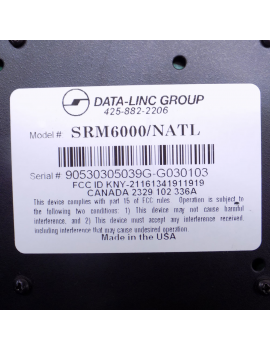 DATA-LINC GROUP
425-882-2206
Model # SRM6000/NATL
Serial # 90530305039G-G030103
FCC ID KNY-21161341911919
CANADA 2329 102 336A
This device complies with part 15 of FCC rules. Operation is subject to
the following two conditions: 1) This device may not cause harmful
interference, and 2) This device must accept any interference received
including interference that may cause undesired operation.
Made in the USA